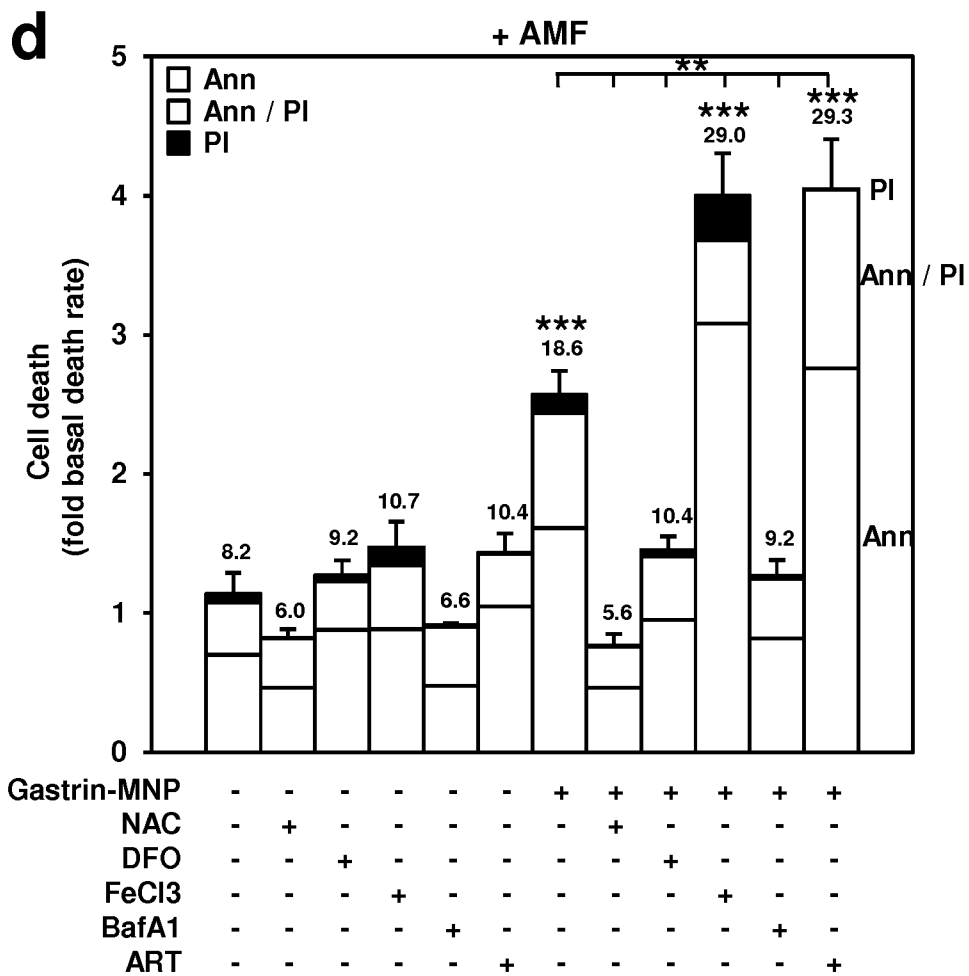 d
+ AMF
Ann
Ann / PI
PI
Cell death
(fold basal death rate)
5
4
3
2
1
0
8.2
6.0
9.2
10.7
6.6
10.4
***
18.6
5.6
10.4
***
29.0
9.2
**
***
29.3
PI
Ann / PI
Ann
Gastrin-MNP - - - - - - + + + + + +
NAC - + - - - - - + - - - -
DFO - - + - - - - - + - - -
FeCl3 - - - + - - - - - + - -
BafA1 - - - - + - - - - - + -
ART - - - - - + - - - - - +